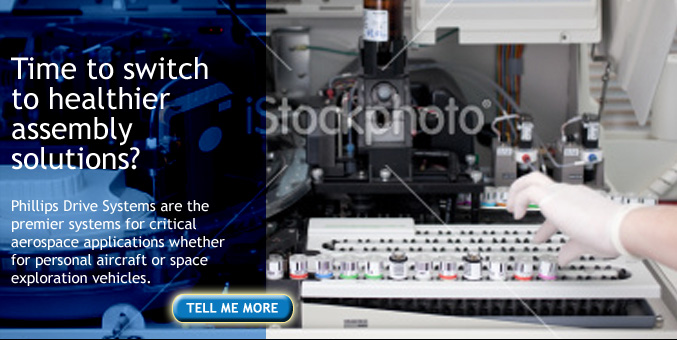 Time to switch
to healthier
assembly
solutions?
Phillips Drive Systems are the
premier systems for critical
aerospace applications whether
for personal aircraft or space
exploration vehicles.
TELL ME MORE
iStockphoto